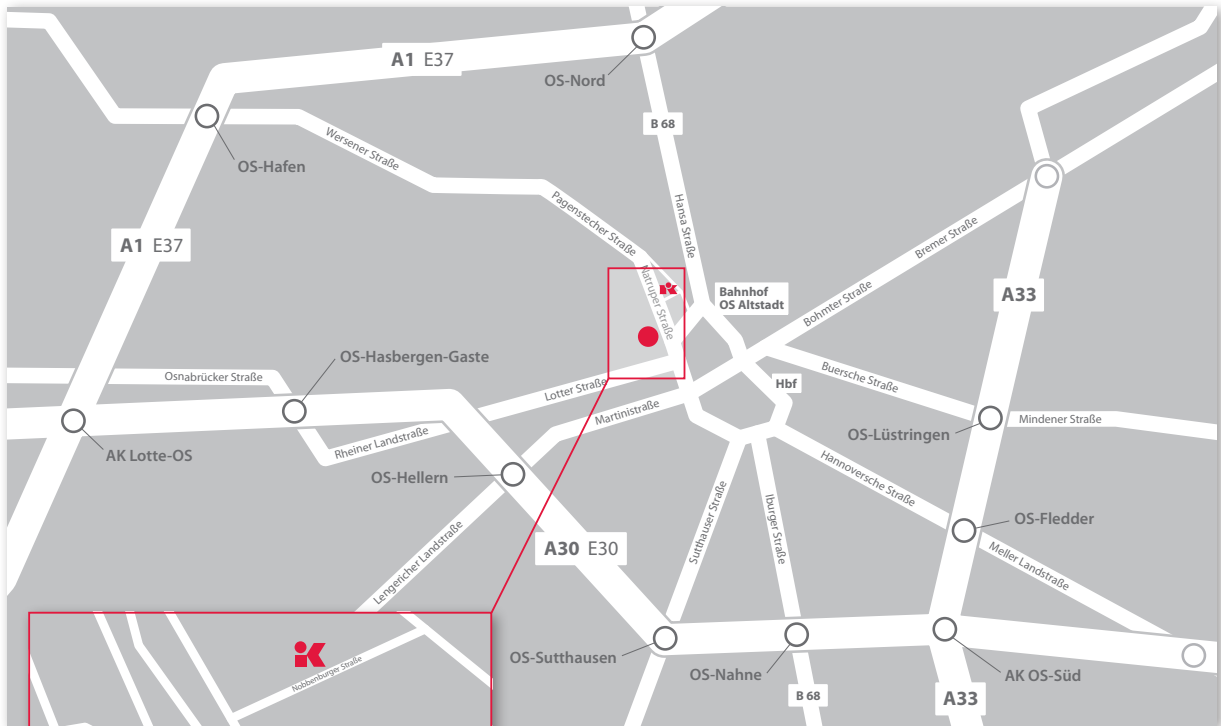 A1 E37
OS-Nord
B 68
OS-Hafen
Wersener Straße
Pagenstecher Straße
Hansa Straße
A1 E37
Natruper Straße
Bahnhof
OS Altstadt
Bremer Straße
Bohmter Straße
A33
OS-Hasbergen-Gaste
Osnabrücker Straße
Lotter Straße
Martinistraße
Hbf
Buersche Straße
Mindener Straße
OS-Lüstringen
Rheiner Landstraße
AK Lotte-OS
OS-Hellern
Hannoversche Straße
Sutthauser Straße
Iburger Straße
OS-Fledder
A30 E30
Lengericher Landstraße
Meller Landstraße
OS-Sutthausen
OS-Nahne
AK OS-Süd
B 68
A33
Nobbenburger Straße